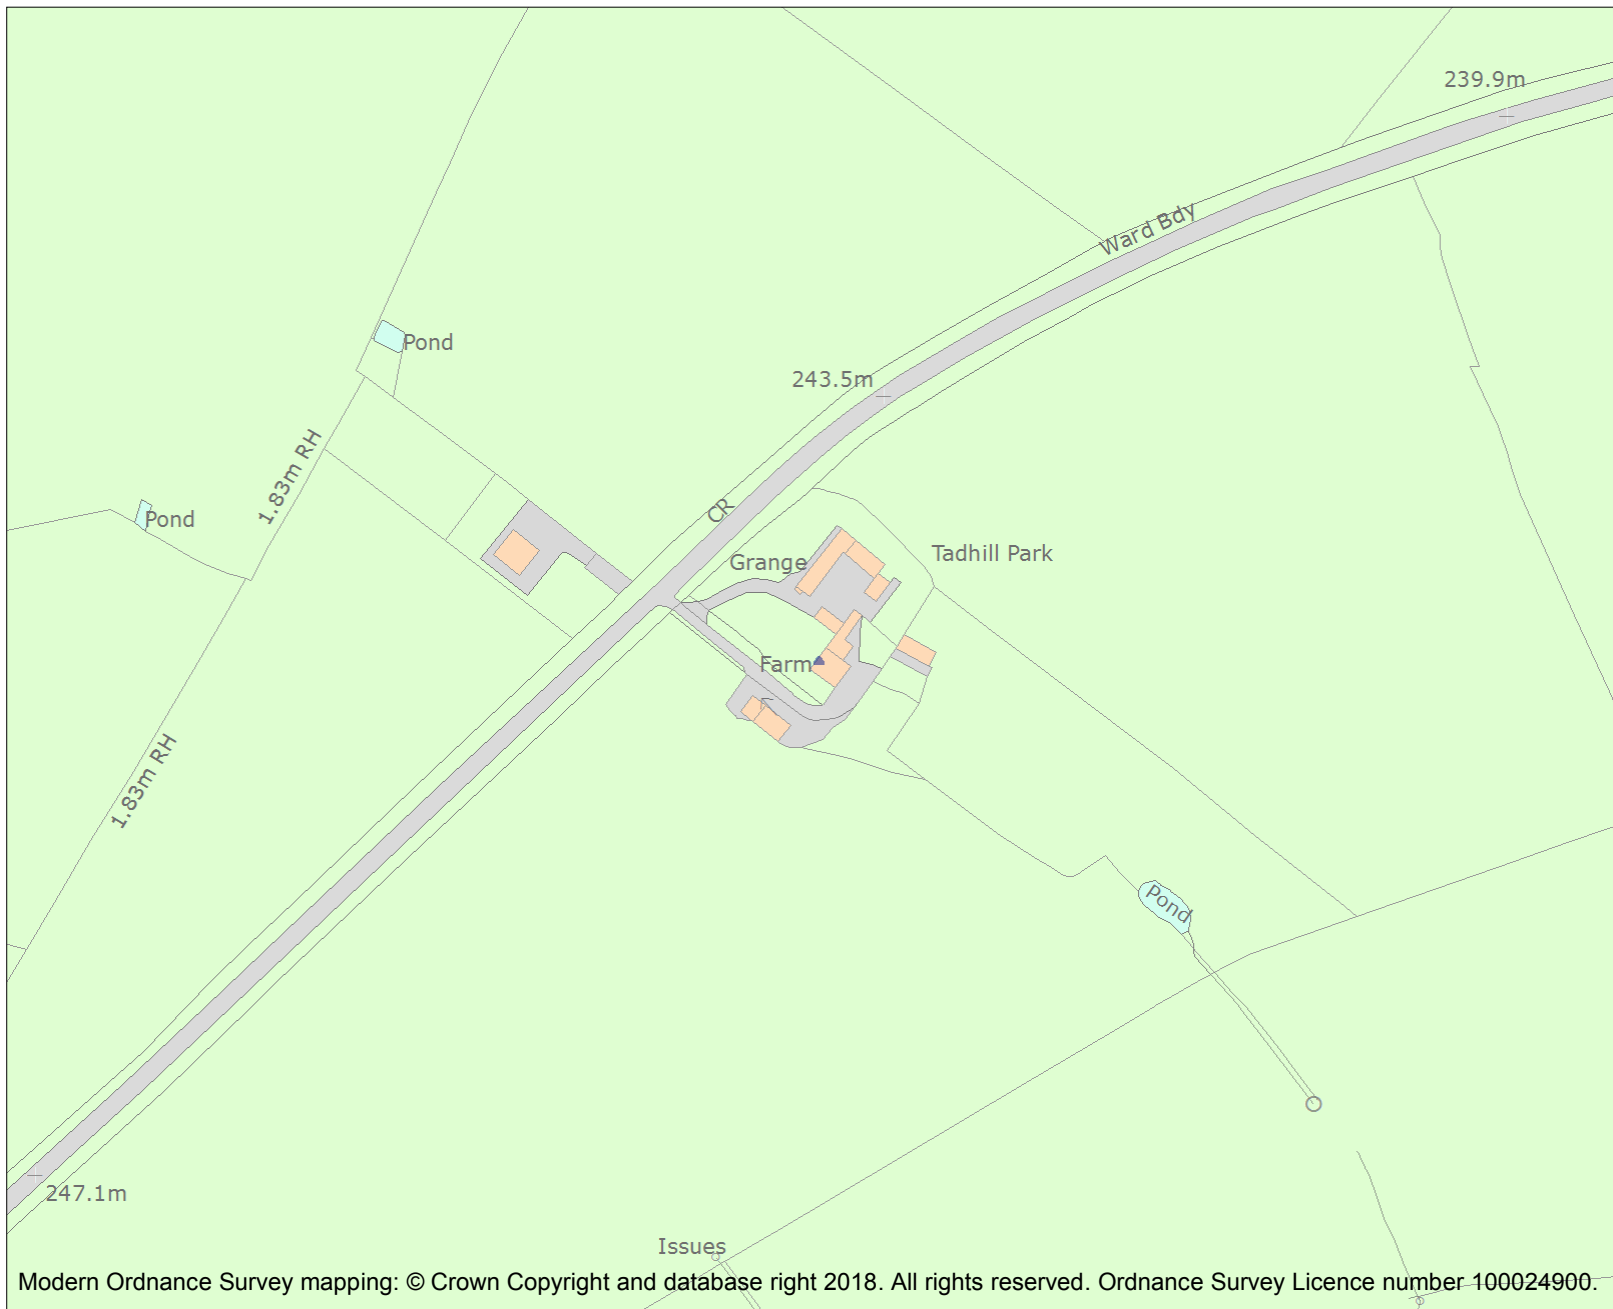 239.9m
Ward Bdy
Pond
243.5m
1.83m RH
CR
Pond
Tadhill Park
Grange
Farm
1.83m RH
Pond
247.1m
Issues
Modern Ordnance Survey mapping: © Crown Copyright and database right 2018. All rights reserved. Ordnance Survey Licence number 100024900.